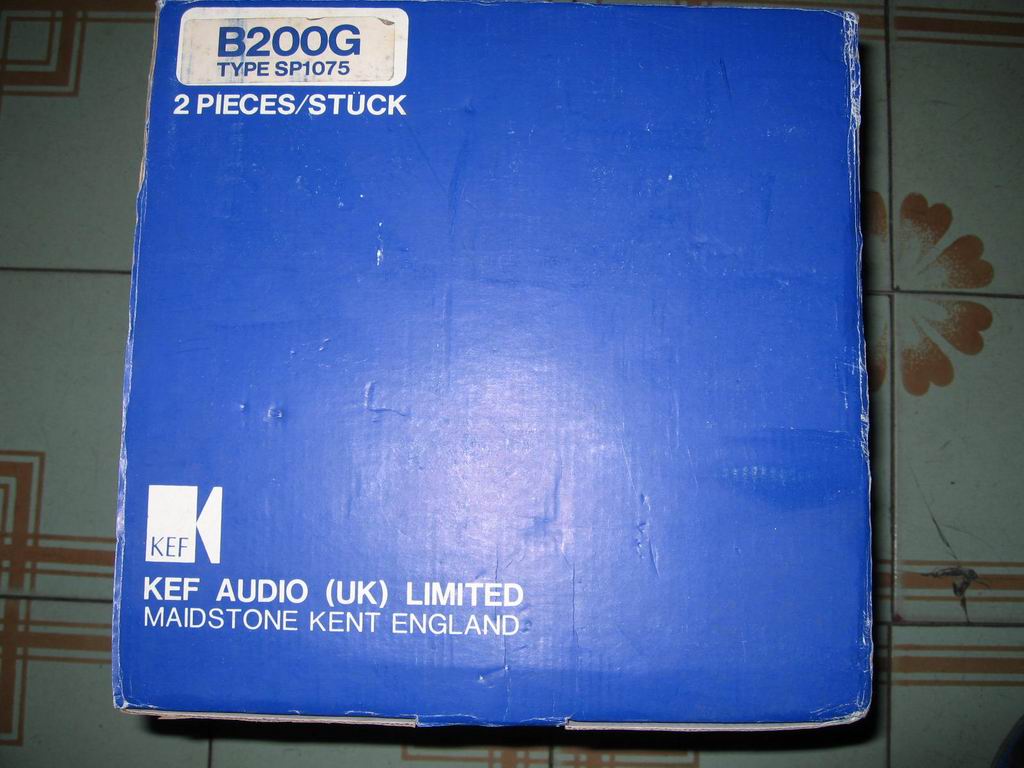 B200G
TYPE SP1075
2 PIECES/STÜCK
KEF
KEF AUDIO (UK) LIMITED
MAIDSTONE KENT ENGLAND